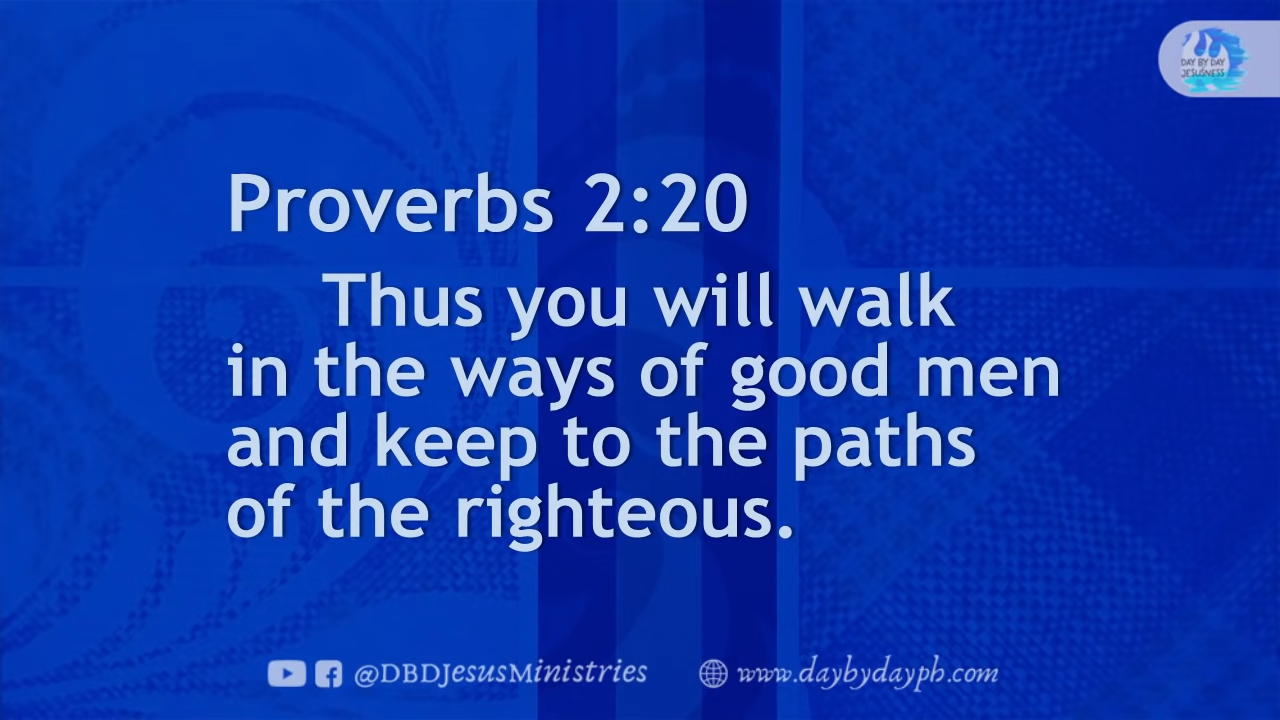 DAY BY DAY
JESUSNESS
Proverbs 2:20
Thus you will walk
in the ways of good men
and keep to the paths
of the righteous.
@DBDJesusMinistries www.daybydayph.com